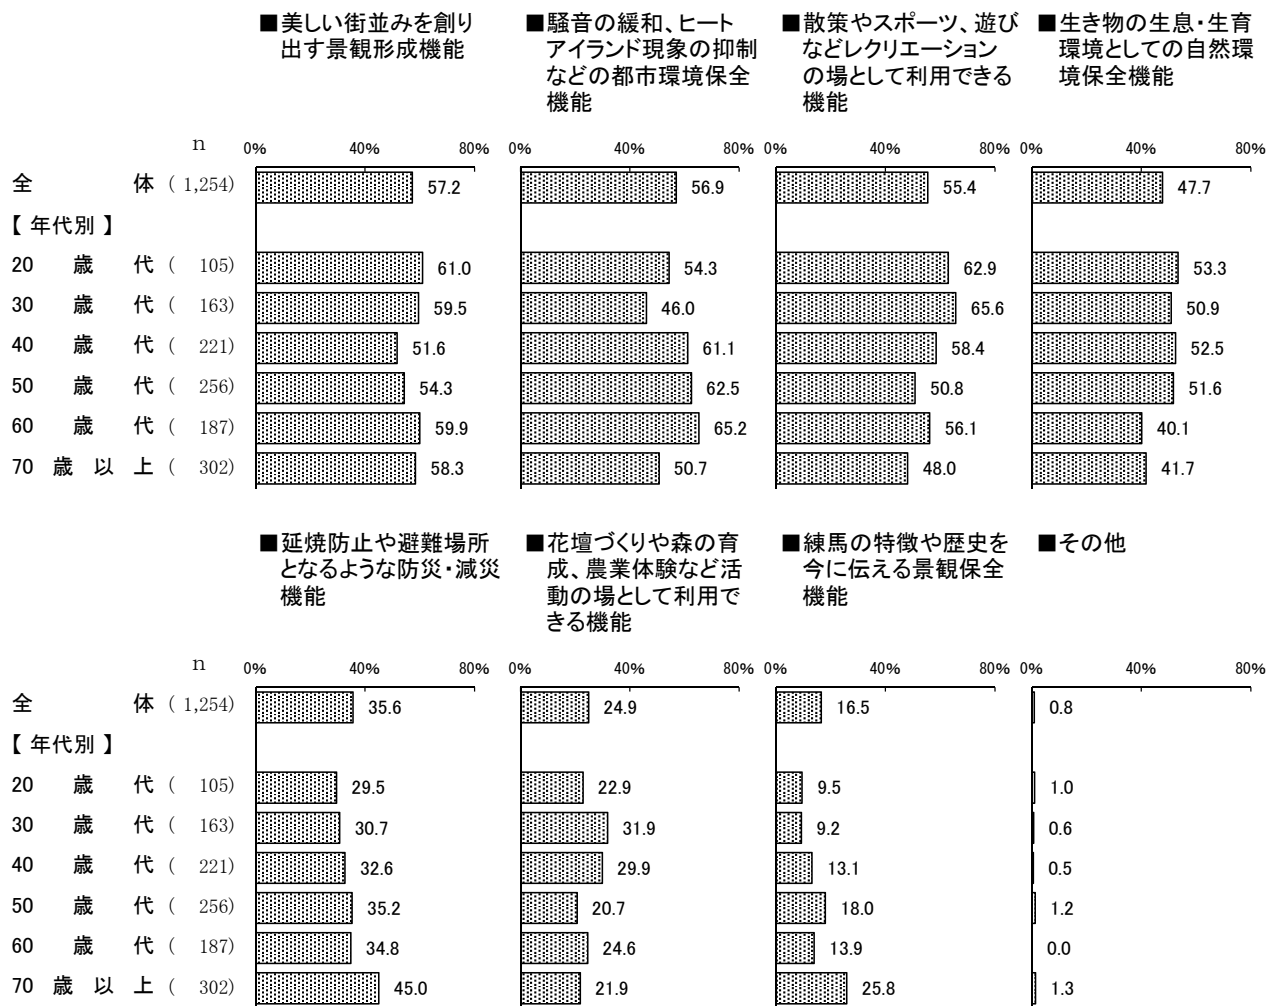 ■美しい街並みを創り
出す景観形成機能
■騒音の緩和、ヒート
アイランド現象の抑制
などの都市環境保全
機能
■散策やスポーツ、遊び
などレクリエーション
の場として利用できる
機能
■生き物の生息・生育
環境としての自然環
境保全機能
n 0% 40% 80% 0% 40% 80% 0% 40% 80% 0% 40% 80%
全体 ( 1,254) 57.2 56.9 55.4 47.7
【 年代別 】
20 歳代 ( 105) 61.0 54.3 62.9 53.3
30 歳代 ( 163) 59.5 46.0 65.6 50.9
40 歳代 ( 221) 51.6 61.1 58.4 52.5
50 歳代 ( 256) 54.3 62.5 50.8 51.6
60 歳代 ( 187) 59.9 65.2 56.1 40.1
70 歳以上 ( 302) 58.3 50.7 48.0 41.7
■延焼防止や避難場所
となるような防災・減災
機能
■花壇づくりや森の育
成、農業体験など活
動の場として利用で
きる機能
■練馬の特徴や歴史を
今に伝える景観保全
機能
■その他
n 0% 40% 80% 0% 40% 80% 0% 40% 80% 0% 40% 80%
全体 ( 1,254) 35.6 24.9 16.5 0.8
【 年代別 】
20 歳代 ( 105) 29.5 22.9 9.5 1.0
30 歳代 ( 163) 30.7 31.9 9.2 0.6
40 歳代 ( 221) 32.6 29.9 13.1 0.5
50 歳代 ( 256) 35.2 20.7 18.0 1.2
60 歳代 ( 187) 34.8 24.6 13.9 0.0
70 歳以上 ( 302) 45.0 21.9 25.8 1.3